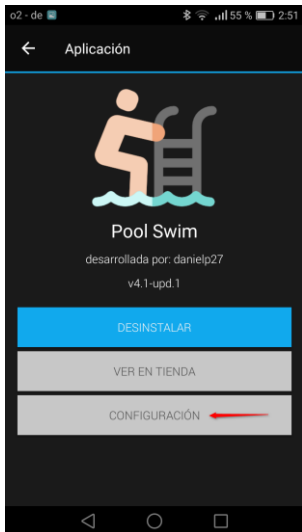 o2 - de 55 % 2:51
Aplicación
Pool Swim
desarrollada por: danielp27
v4.1-upd.1
DESINSTALAR
VER EN TIENDA
CONFIGURACIÓN